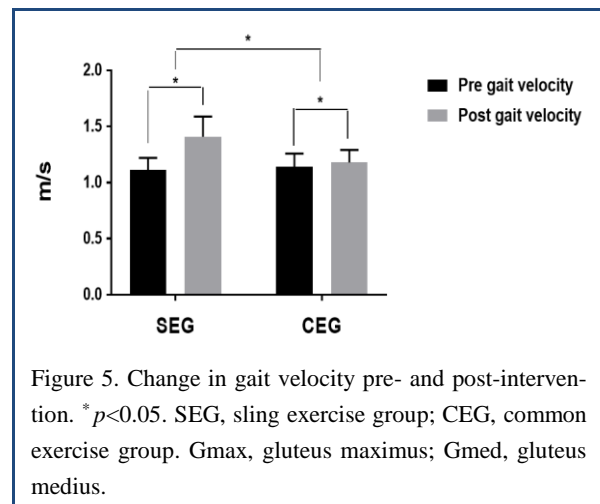 *
2.0
*
Pre gait velocity
Post gait velocity
*
1.5
1.0
0.5
0.0
m/s
SEG
CEG
Figure 5. Change in gait velocity pre- and post-interven-
tion. *p<0.05. SEG, sling exercise group; CEG, common
exercise group. Gmax, gluteus maximus; Gmed, gluteus
medius.